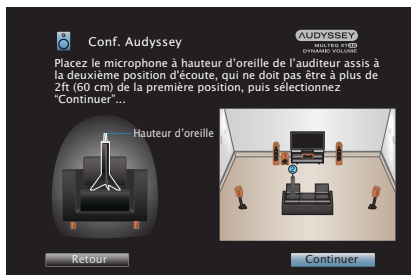 Conf. Audyssey
AUDYSSEY
MULTEQ XT32
DYNAMIC VOLUME
Placez le microphone à hauteur d’oreille de l’auditeur assis à
la deuxième position d'écoute, qui ne doit pas être à plus de
2ft (60 cm) de la première position, puis sélectionnez
“Continuer”...
Hauteur d’oreille
2
Retour
Continuer